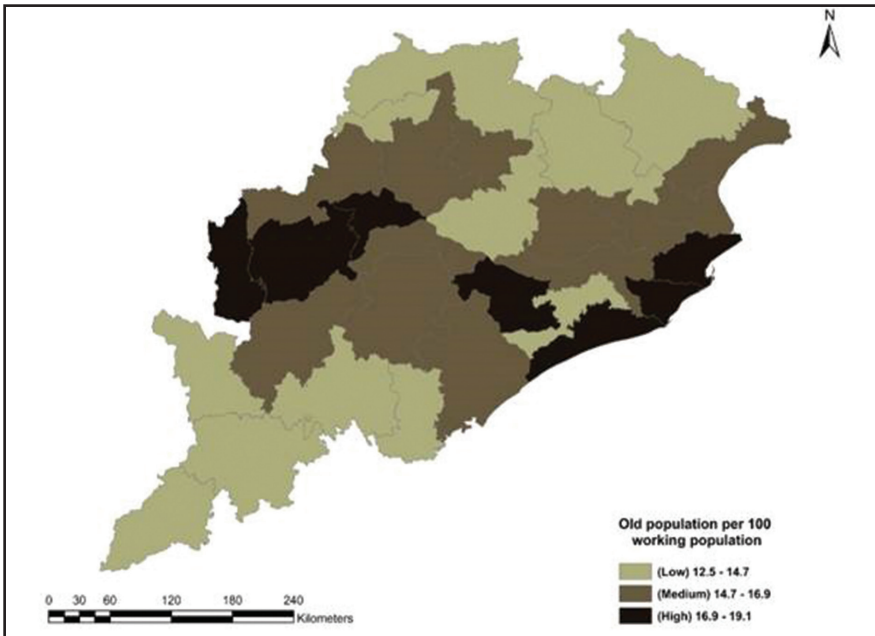 N
Old population per 100
working population
(Low) 12.5 - 14.7
(Medium) 14.7 - 16.9
(High) 16.9 - 19.1
0 30 60 120 180 240
Kilometers